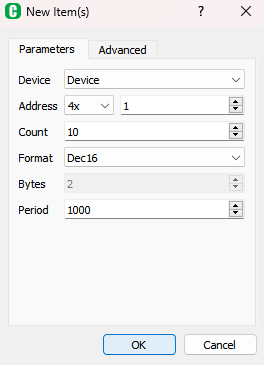 C New Item(s) ? ×
Parameters Advanced
Device Device
Address 4x 1
Count 10
Format Dec16
Bytes 2
Period 1000
OK Cancel